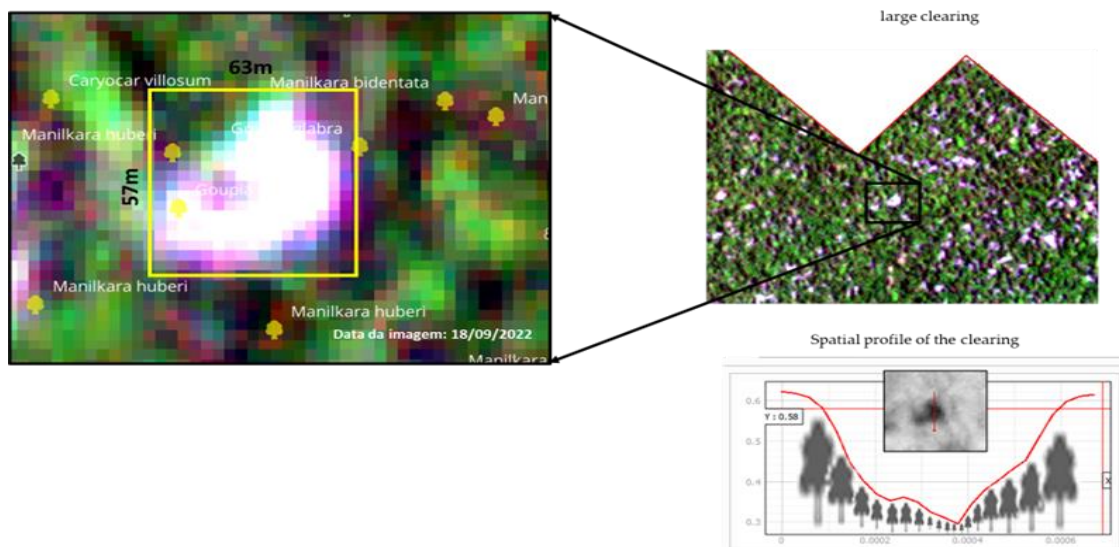 large clearing
63m
Caryocar villosum
Manilkara bidentata
Man
Manilkara huberi
57m
Goupia
Manilkara huberi
Manilkara huberi
Data da imagem: 18/09/2022
Manilkara
Spatial profile of the clearing
0.6
Y : 0.58
0.5
0.4
X
0.3
0
0.0002
0.0004
0.0006